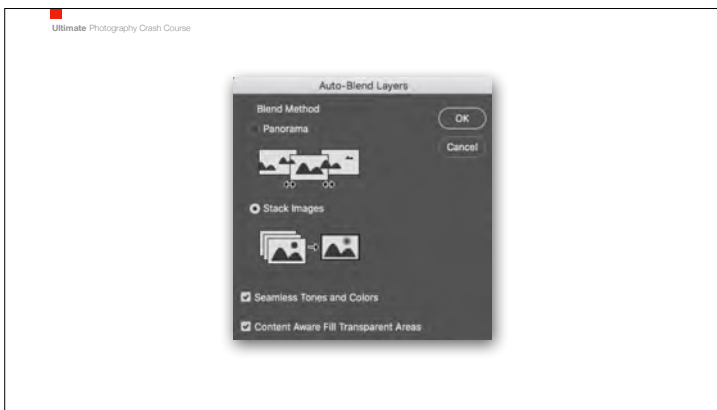 Ultimate Photography Crash Course
Auto-Blend Layers
Blend Method
Panorama
OK
Cancel
Stack Images
Seamless Tones and Colors
Content Aware Fill Transparent Areas